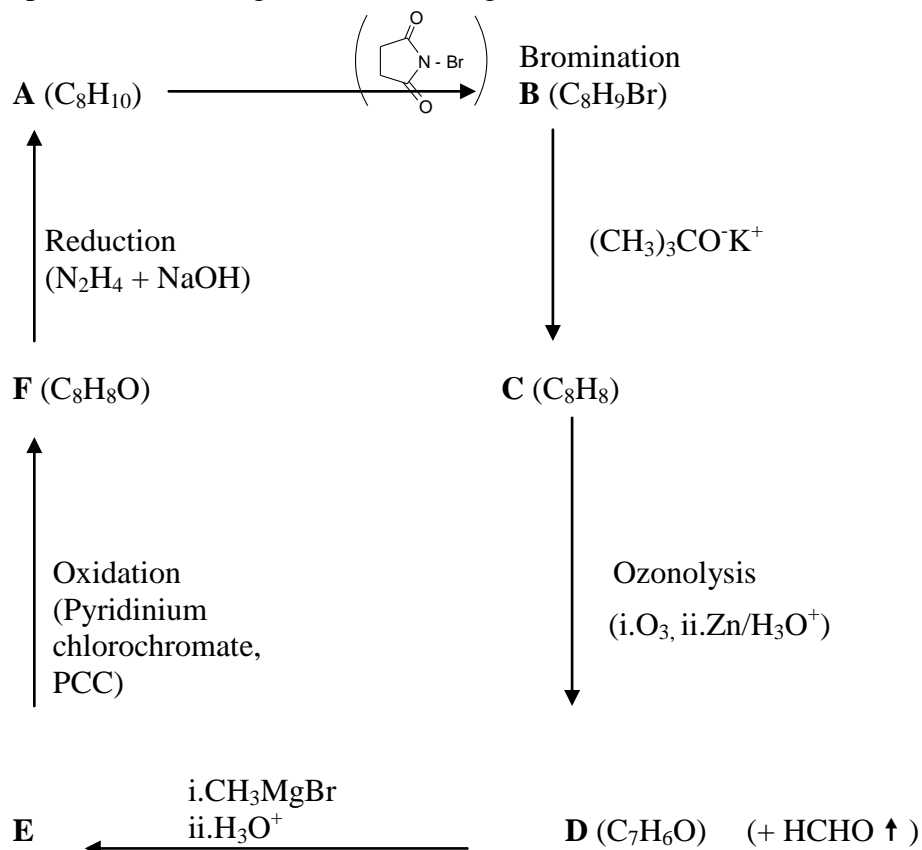 O
N - Br
O
Bromination
A (C₈H₁₀)
B (C₈H₉Br)
Reduction
(N₂H₄ + NaOH)
(CH₃)₃CO⁻K⁺
F (C₈H₈O)
C (C₈H₈)
Oxidation
(Pyridinium
chlorochromate,
PCC)
Ozonolysis
(i.O₃, ii.Zn/H₃O⁺)
i.CH₃MgBr
ii.H₃O⁺
E
D (C₇H₆O) (+ HCHO ↑ )